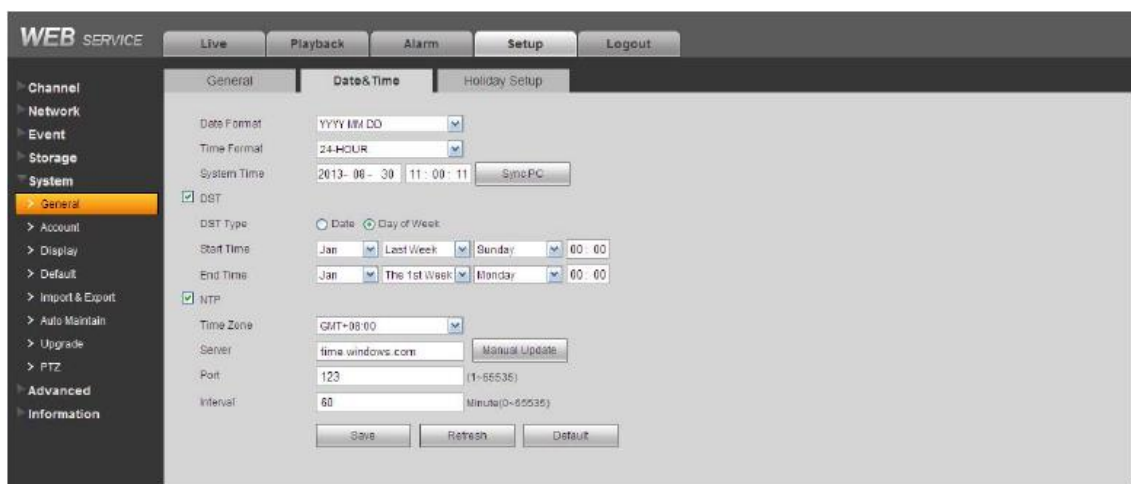 WEB SERVICE
Live Playback Alarm Setup Logout
General Date&Time Holiday Setup
Channel
Network
Event
Storage
System
> General
> Account
> Display
> Default
> Import & Export
> Auto Maintain
> Upgrade
> PTZ
Advanced
Information
Date Format YYYY MM DD
Time Format 24-HOUR
System Time 2013- 08 - 30 11 : 00 : 11 Sync PC
DST
DST Type Date Day of Week
Start Time Jan Last Week Sunday 00 : 00
End Time Jan The 1st Week Monday 00 : 00
NTP
Time Zone GMT+08:00
Server time.windows.com Manual Update
Port 123 (1~65535)
Interval 60 Minute(0~65535)
Save Refresh Default